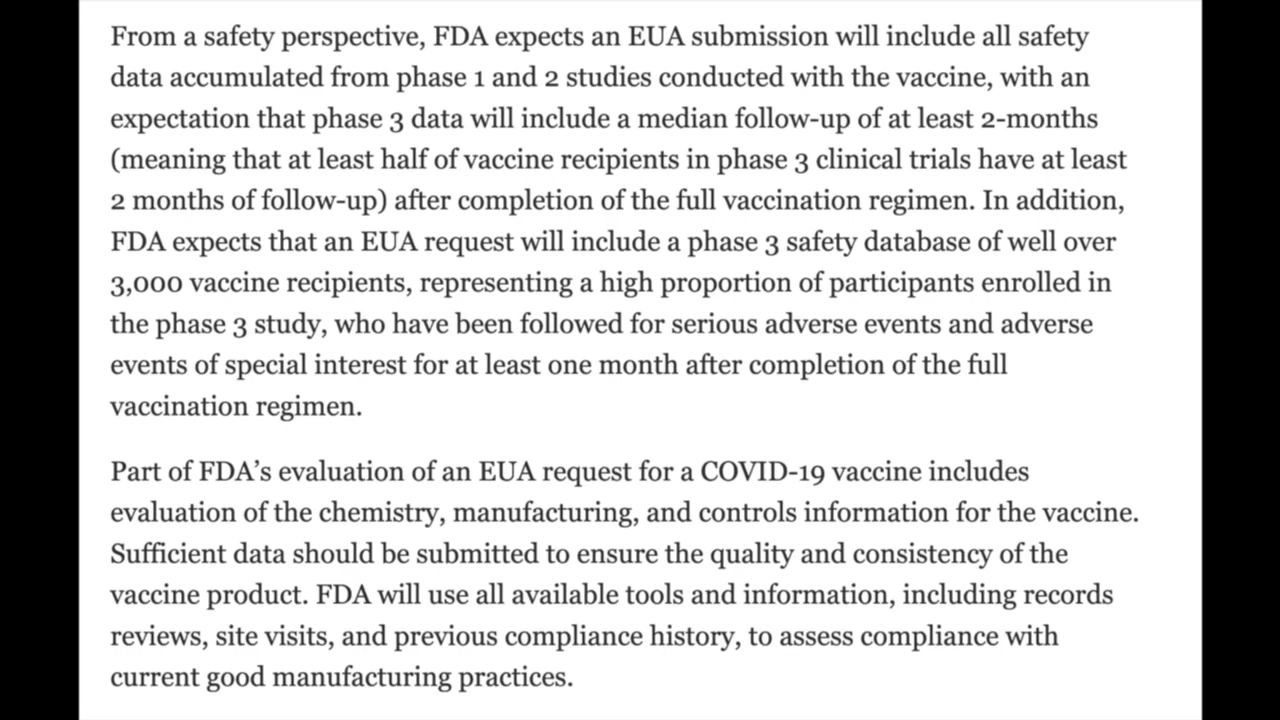 From a safety perspective, FDA expects an EUA submission will include all safety
data accumulated from phase 1 and 2 studies conducted with the vaccine, with an
expectation that phase 3 data will include a median follow-up of at least 2-months
(meaning that at least half of vaccine recipients in phase 3 clinical trials have at least
2 months of follow-up) after completion of the full vaccination regimen. In addition,
FDA expects that an EUA request will include a phase 3 safety database of well over
3,000 vaccine recipients, representing a high proportion of participants enrolled in
the phase 3 study, who have been followed for serious adverse events and adverse
events of special interest for at least one month after completion of the full
vaccination regimen.
Part of FDA’s evaluation of an EUA request for a COVID-19 vaccine includes
evaluation of the chemistry, manufacturing, and controls information for the vaccine.
Sufficient data should be submitted to ensure the quality and consistency of the
vaccine product. FDA will use all available tools and information, including records
reviews, site visits, and previous compliance history, to assess compliance with
current good manufacturing practices.